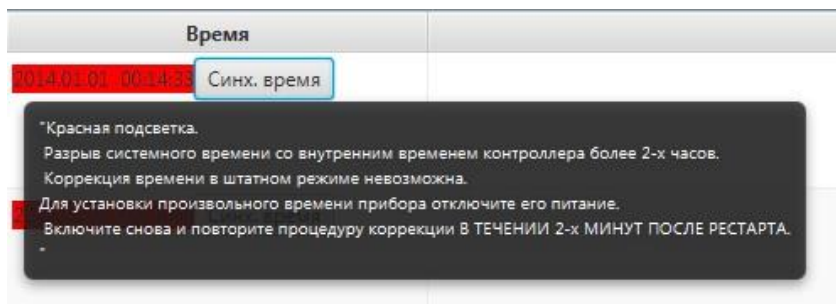 Время
2014.01.01 00:14:33 Синх. время
"Красная подсветка.
Разрыв системного времени со внутренним временем контроллера более 2-х часов.
Коррекция времени в штатном режиме невозможна.
Для установки произвольного времени прибора отключите его питание.
Включите снова и повторите процедуру коррекции В ТЕЧЕНИИ 2-х МИНУТ ПОСЛЕ РЕСТАРТА.
"